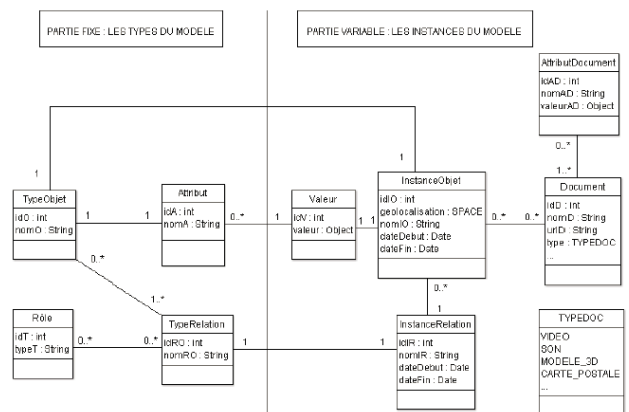 PARTIE FIXE : LES TYPES DU MODELE
PARTIE VARIABLE : LES INSTANCES DU MODELE
AttributDocument
idAD : int
nomAD : String
valeurAD : Object
0..*
1..*
1
1
TypeObjet
idO : int
nomO : String
1
1
Attribut
idA : int
nomA : String
0..*
1
Valeur
idV : int
valeur : Object
1
1
InstanceObjet
idIO : int
geolocalisation : SPACE
nomIO : String
dateDebut : Date
dateFin : Date
0..*
0..*
Document
idD : int
nomD : String
urlD : String
type : TYPEDOC
...
0..*
1..*
0..*
1
Rôle
idT : int
typeT : String
0..*
0..*
TypeRelation
idRO : int
nomRO : String
1
1
InstanceRelation
idIR : int
nomIR : String
dateDebut : Date
dateFin : Date
TYPEDOC
VIDEO
SON
MODELE_3D
CARTE_POSTALE
...